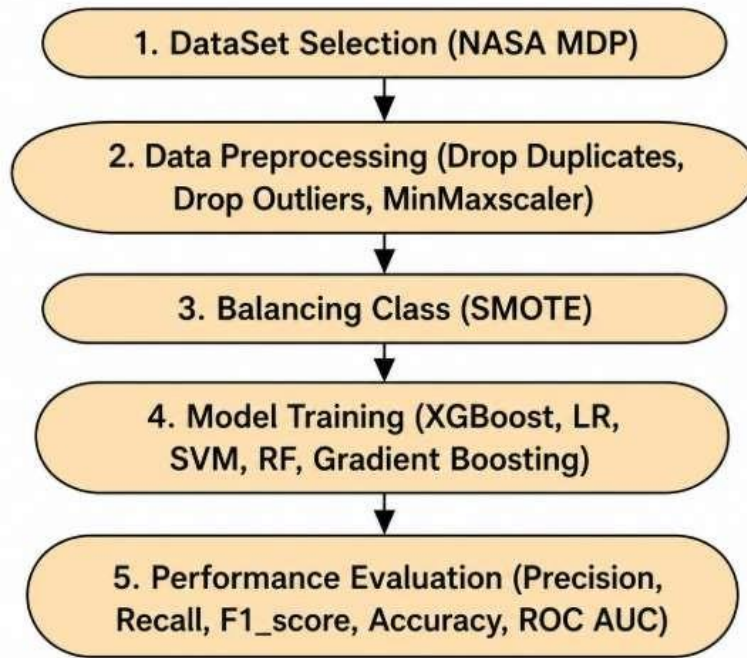 1. DataSet Selection (NASA MDP)
2. Data Preprocessing (Drop Duplicates,
Drop Outliers, MinMaxscaler)
3. Balancing Class (SMOTE)
4. Model Training (XGBoost, LR,
SVM, RF, Gradient Boosting)
5. Performance Evaluation (Precision,
Recall, F1_score, Accuracy, ROC AUC)